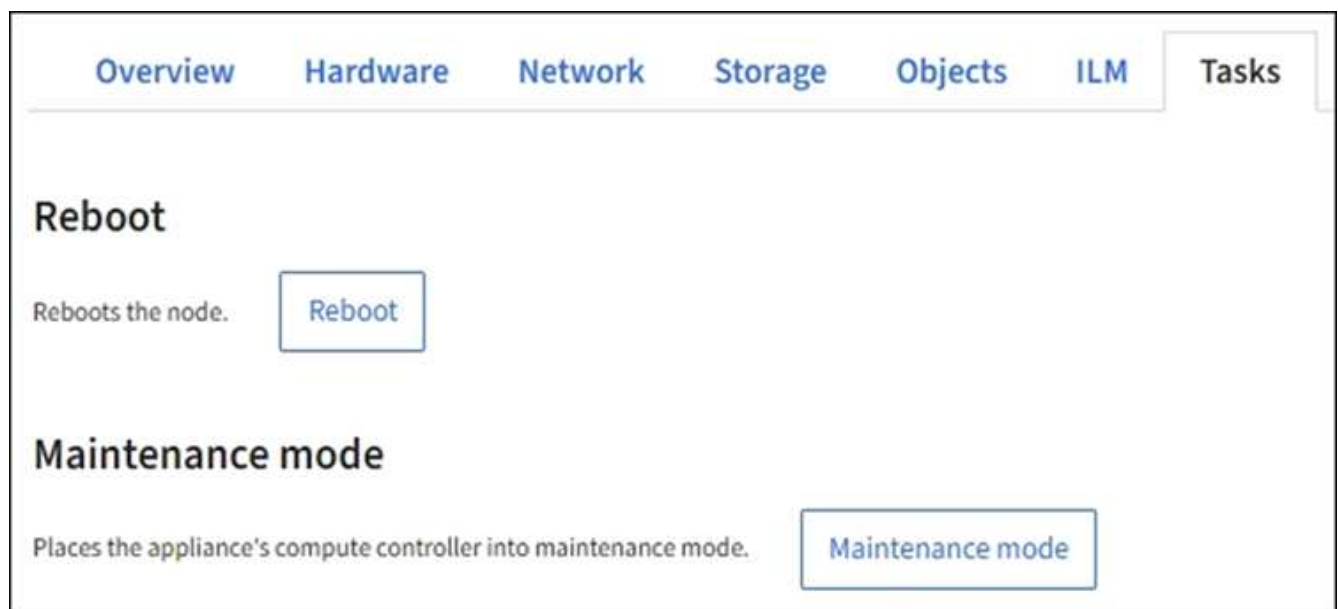 Overview Hardware Network Storage Objects ILM Tasks
Reboot
Reboots the node. Reboot
Maintenance mode
Places the appliance's compute controller into maintenance mode. Maintenance mode